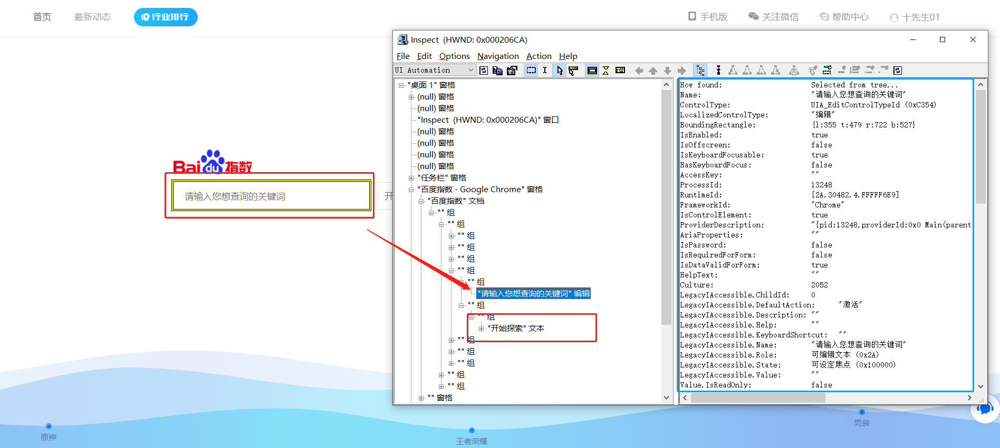 首页
最新动态
行业排行
手机版
关注微信
帮助中心
十先生01
Baidu指数
请输入您想查询的关键词
开
Inspect (HWND: 0x000206CA)
File Edit Options Navigation Action Help
UI Automation
"桌面 1" 窗格
(null) 窗格
(null) 窗格
"Inspect (HWND: 0x000206CA)" 窗口
(null) 窗格
(null) 窗格
(null) 窗格
(null) 窗格
"任务栏" 窗格
"百度指数 - Google Chrome" 窗格
"百度指数" 文档
"" 组
"" 组
"" 组
"" 组
"" 组
"" 组
"" 组
"请输入您想查询的关键词" 编辑
"" 组
"" 组
"开始探索" 文本
"" 组
"" 组
"" 组
"" 组
"" 组
"" 窗格
How found: Selected from tree...
Name: "请输入您想查询的关键词"
ControlType: UIA_EditControlTypeId (0xC354)
LocalizedControlType: "编辑"
BoundingRectangle: {l:355 t:479 r:722 b:527}
IsEnabled: true
IsOffscreen: false
IsKeyboardFocusable: true
HasKeyboardFocus: false
AccessKey: ""
ProcessId: 13248
RuntimeId: [2A.30482.4.FFFFF6E9]
FrameworkId: "Chrome"
IsControlElement: true
ProviderDescription: "[pid:13248,providerId:0x0 Main(parent
AriaProperties: ""
IsPassword: false
IsRequiredForForm: false
IsDataValidForForm: true
HelpText: ""
Culture: 2052
LegacyIAccessible.ChildId: 0
LegacyIAccessible.DefaultAction: "激活"
LegacyIAccessible.Description: ""
LegacyIAccessible.Help: ""
LegacyIAccessible.KeyboardShortcut: ""
LegacyIAccessible.Name: "请输入您想查询的关键词"
LegacyIAccessible.Role: 可编辑文本 (0x2A)
LegacyIAccessible.State: 可设定焦点 (0x100000)
LegacyIAccessible.Value: ""
Value.IsReadOnly: false
原神
王者荣耀
男装